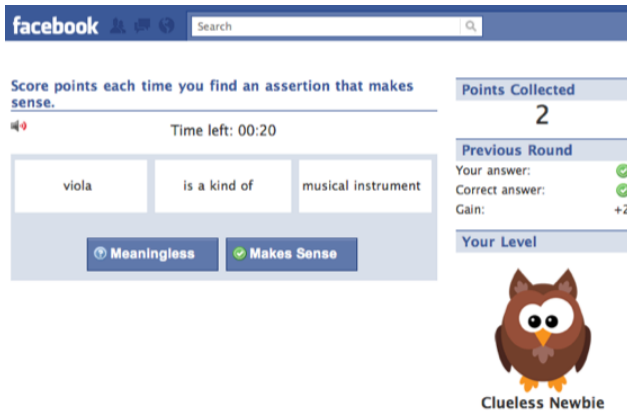 facebook
Search
Score points each time you find an assertion that makes
sense.
Time left: 00:20
viola
is a kind of
musical instrument
Meaningless
Makes Sense
Points Collected
2
Previous Round
Your answer:
Correct answer:
Gain: +2
Your Level
Clueless Newbie